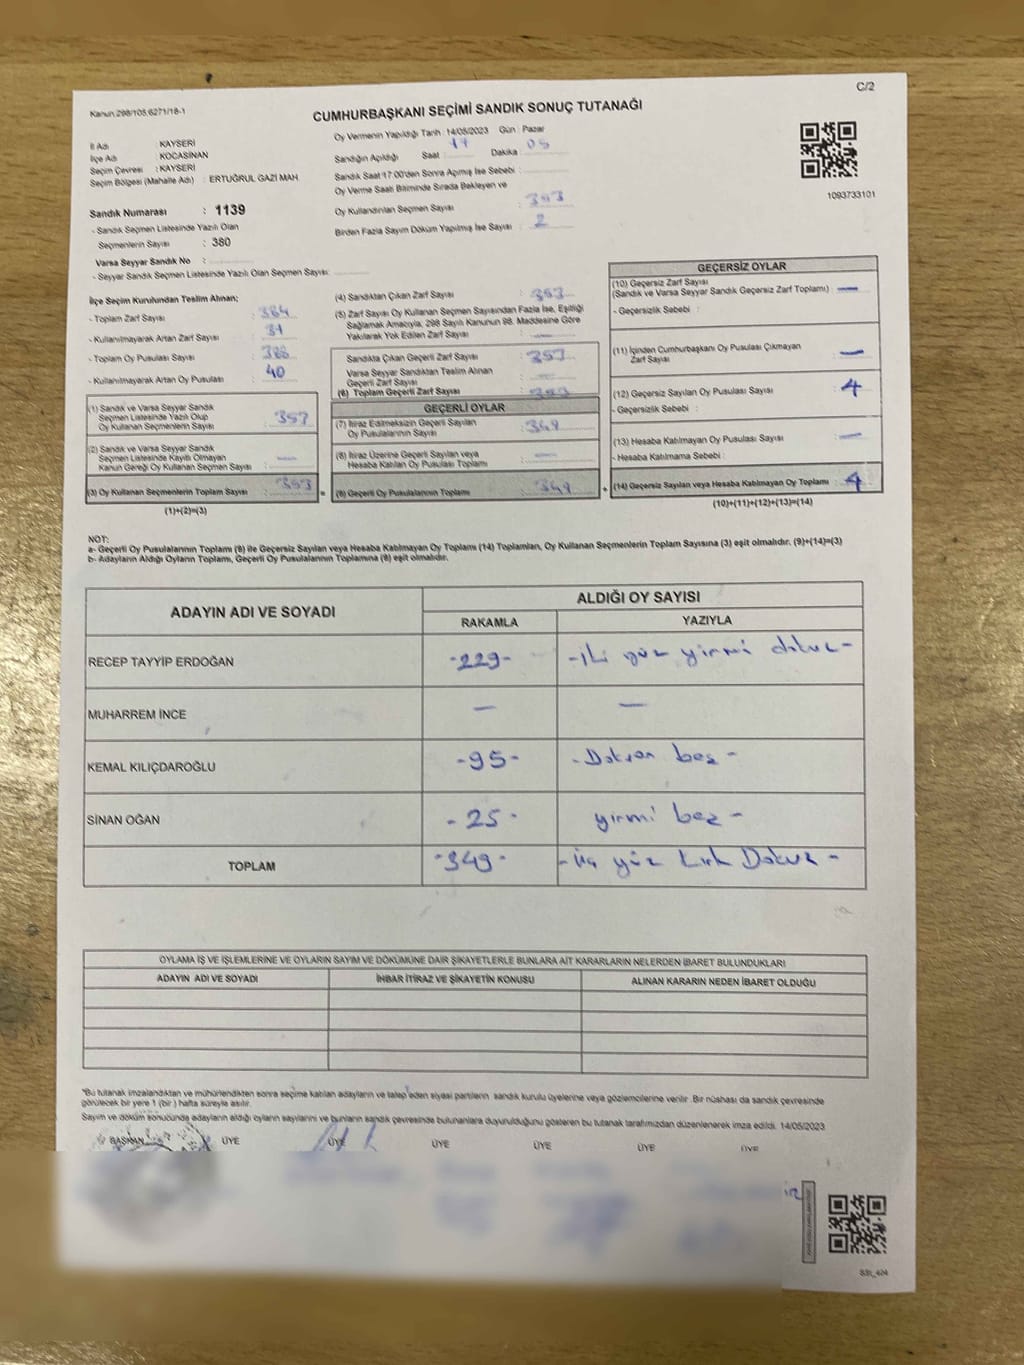 C/2
Kanun:298/105,6271/18-1
CUMHURBAŞKANI SEÇİMİ SANDIK SONUÇ TUTANAĞI
İl Adı : KAYSERİ
İlçe Adı : KOCASİNAN
Seçim Çevresi : KAYSERİ
Seçim Bölgesi (Mahalle Adı) : ERTUĞRUL GAZİ MAH
Sandık Numarası : 1139
- Sandık Seçmen Listesinde Yazılı Olan
Seçmenlerin Sayısı : 380
Varsa Seyyar Sandık No :
- Seyyar Sandık Seçmen Listesinde Yazılı Olan Seçmen Sayısı:
Oy Vermenin Yapıldığı Tarih : 14/05/2023 Gün : Pazar
Sandığın Açıldığı Saat : Dakika : 05
Sandık Saat 17:00'den Sonra Açımış İse Sebebi :
Oy Verme Saati Bitiminde Sırada Bekleyen ve
Oy Kullandırılan Seçmen Sayısı :
Birden Fazla Sayım Döküm Yapılmış İse Sayısı : 2
1093733101
İlçe Seçim Kurulundan Teslim Alınan;
- Toplam Zarf Sayısı : 384
- Kullanılmayarak Artan Zarf Sayısı : 31
- Toplam Oy Pusulası Sayısı
- Kullanılmayarak Artan Oy Pusulası : 40
(1) Sandık ve Varsa Seyyar Sandık
Seçmen Listesinde Yazılı Olup
Oy Kullanan Seçmenlerin Sayısı : 353
(2) Sandık ve Varsa Seyyar Sandık
Seçmen Listesinde Kayıtlı Olmayan
Kanun Gereği Oy Kullanan Seçmen Sayısı : —
(3) Oy Kullanan Seçmenlerin Toplam Sayısı : 353 =
(1)+(2)=(3)
(4) Sandıktan Çıkan Zarf Sayısı : 353
(5) Zarf Sayısı Oy Kullanan Seçmen Sayısından Fazla İse, Eşitliği
Sağlamak Amacıyla, 298 Sayılı Kanunun 98. Maddesine Göre
Yakılarak Yok Edilen Zarf Sayısı : —
Sandıkta Çıkan Geçerli Zarf Sayısı : 353
Varsa Seyyar Sandıktan Teslim Alınan
Geçerli Zarf Sayısı : —
(6) Toplam Geçerli Zarf Sayısı : 353
GEÇERLİ OYLAR
(7) İtiraz Edilmeksizin Geçerli Sayılan
Oy Pusulalarının Sayısı : 349
(8) İtiraz Üzerine Geçerli Sayılan veya
Hesaba Katılan Oy Pusulası Toplamı : —
(9) Geçerli Oy Pusulalarının Toplamı : 349 +
GEÇERSİZ OYLAR
(10) Geçersiz Zarf Sayısı
(Sandık ve Varsa Seyyar Sandık Geçersiz Zarf Toplamı) : —
- Geçersizlik Sebebi :
(11) İçinden Cumhurbaşkanı Oy Pusulası Çıkmayan
Zarf Sayısı : —
(12) Geçersiz Sayılan Oy Pusulası Sayısı : 4
- Geçersizlik Sebebi :
(13) Hesaba Katılmayan Oy Pusulası Sayısı : —
- Hesaba Katılmama Sebebi :
(14) Geçersiz Sayılan veya Hesaba Katılmayan Oy Toplamı : 4
(10)+(11)+(12)+(13)=(14)
NOT:
a- Geçerli Oy Pusulalarının Toplamı (9) ile Geçersiz Sayılan veya Hesaba Katılmayan Oy Toplamı (14) Toplamları, Oy Kullanan Seçmenlerin Toplam Sayısına (3) eşit olmalıdır. (9)+(14)=(3)
b- Adayların Aldığı Oyların Toplamı, Geçerli Oy Pusulalarının Toplamına (9) eşit olmalıdır.
ADAYIN ADI VE SOYADI
ALDIĞI OY SAYISI
RAKAMLA YAZIYLA
RECEP TAYYİP ERDOĞAN -229- -iki yüz yirmi dokuz-
MUHARREM İNCE — —
KEMAL KILIÇDAROĞLU -95- -Doksan beş-
SİNAN OĞAN -25- yirmi beş-
TOPLAM -349- -üç yüz kırk Dokuz-
OYLAMA İŞ VE İŞLEMLERİNE VE OYLARIN SAYIM VE DÖKÜMÜNE DAİR ŞİKAYETLERLE BUNLARA AİT KARARLARIN NELERDEN İBARET BULUNDUKLARI
ADAYIN ADI VE SOYADI İHBAR İTİRAZ VE ŞİKAYETİN KONUSU ALINAN KARARIN NEDEN İBARET OLDUĞU
*Bu tutanak imzalandıktan ve mühürlendikten sonra seçime katılan adayların ve talep eden siyasi partilerin sandık kurulu üyelerine veya gözlemcilerine verilir. Bir nüshası da sandık çevresinde
görülecek bir yere 1 (bir) hafta süreyle asılır.
Sayım ve döküm sonucunda adayların aldığı oyların sayılarını ve bunların sandık çevresinde bulunanlara duyurulduğunu gösteren bu tutanak tarafımızdan düzenlenerek imza edildi. 14/05/2023
BAŞKAN ÜYE ÜYE ÜYE ÜYE ÜYE ÜYE